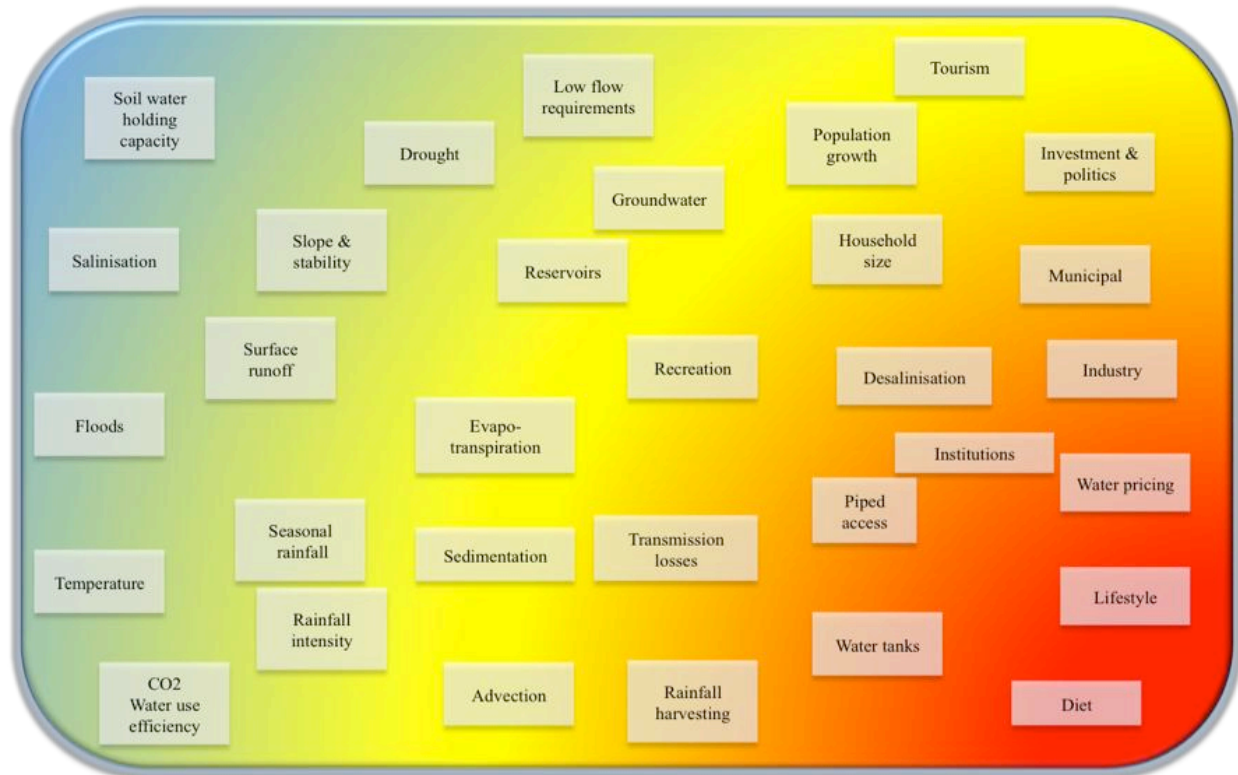 Tourism
Low flow
requirements
Soil water
holding
capacity
Population
growth
Drought
Investment &
politics
Groundwater
Slope &
stability
Household
size
Salinisation
Reservoirs
Municipal
Surface
runoff
Recreation
Desalinisation
Industry
Floods
Evapo-
transpiration
Institutions
Water pricing
Piped
access
Seasonal
rainfall
Sedimentation
Transmission
losses
Temperature
Lifestyle
Rainfall
intensity
Water tanks
CO2
Water use
efficiency
Advection
Rainfall
harvesting
Diet